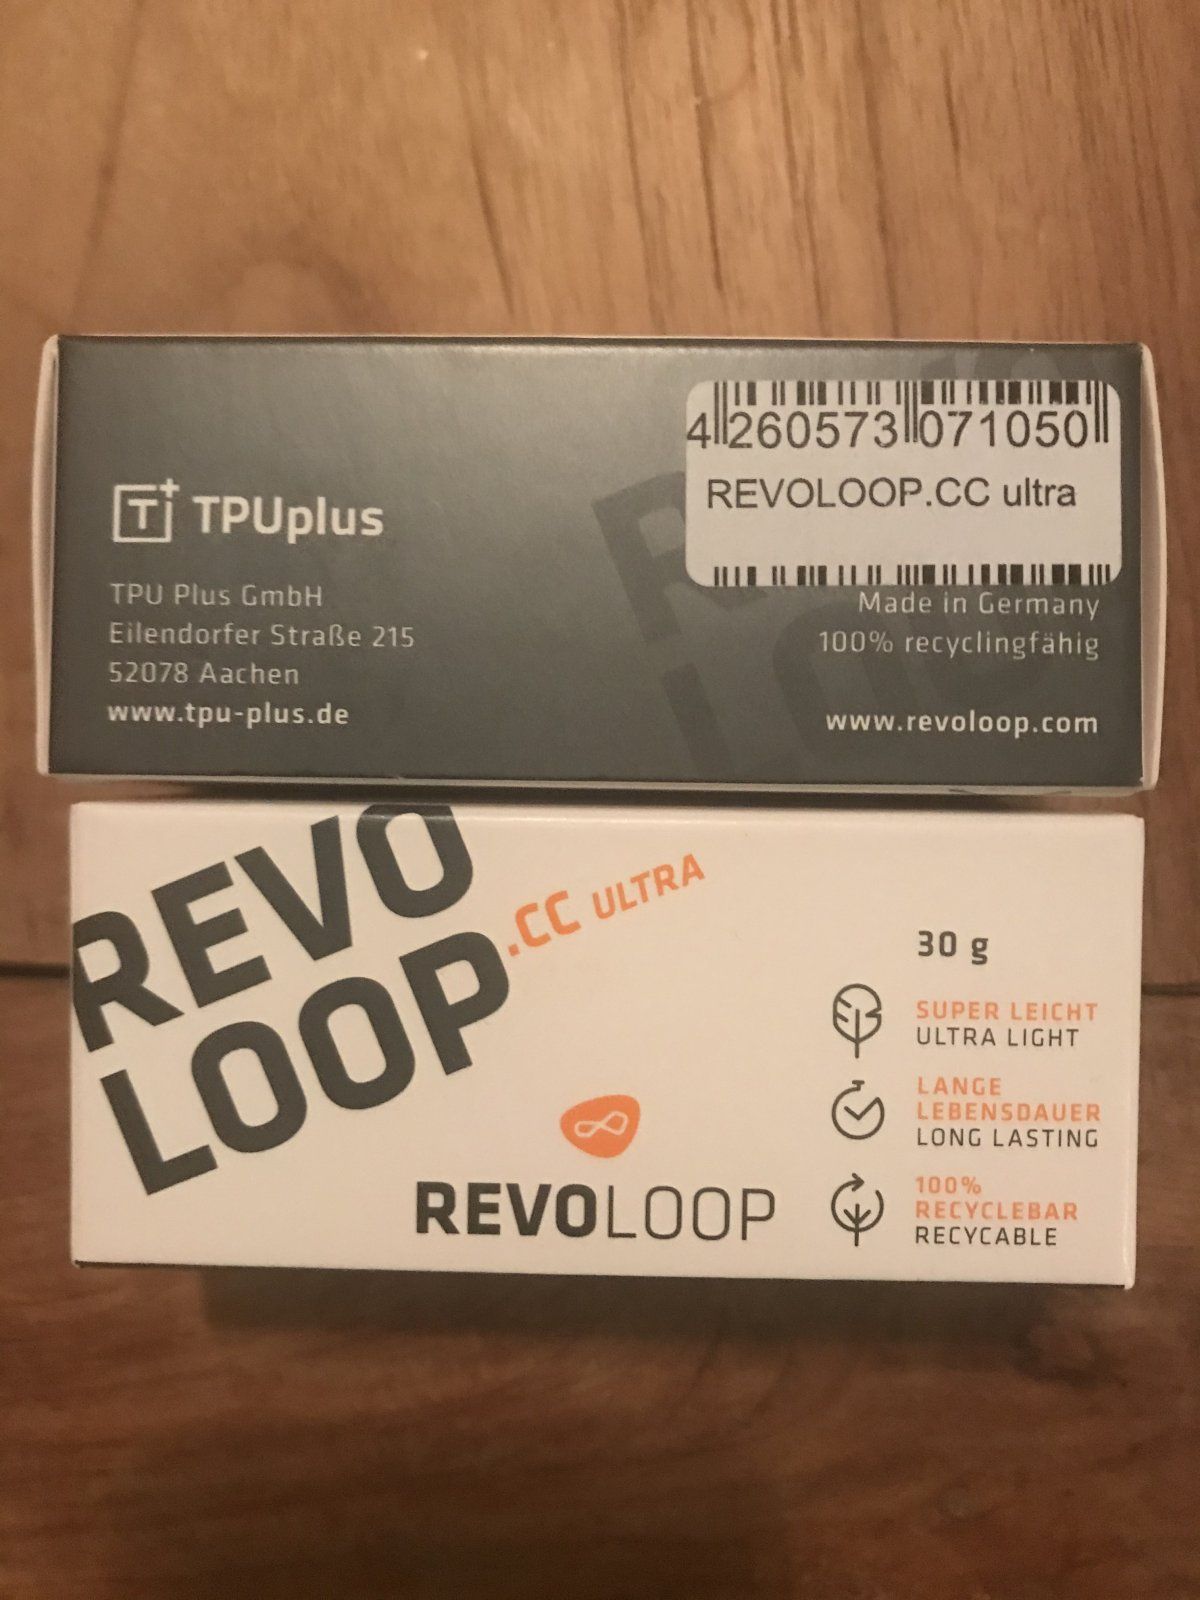 4 260573 071050
REVOLOOP.CC ultra
T+ TPUplus
TPU Plus GmbH
Eilendorfer Straße 215
52078 Aachen
www.tpu-plus.de
Made in Germany
100% recyclingfähig
www.revoloop.com
REVO
LOOP.CC ULTRA
REVOLOOP
30 g
SUPER LEICHT
ULTRA LIGHT
LANGE
LEBENSDAUER
LONG LASTING
100%
RECYCLEBAR
RECYCABLE